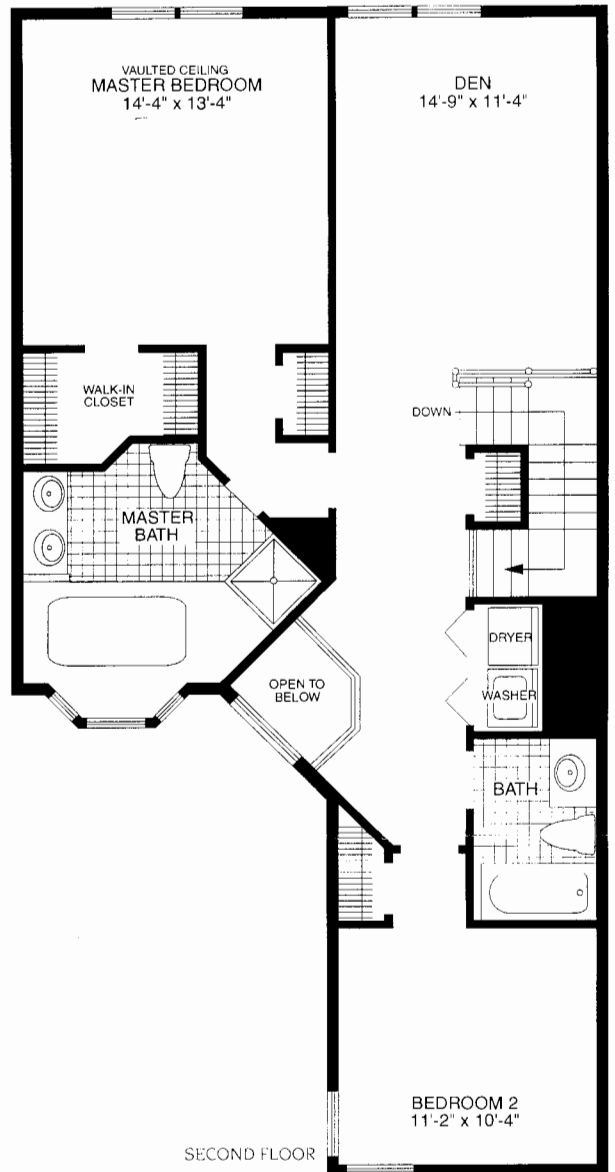 VAULTED CEILING
MASTER BEDROOM
14'-4" x 13'-4"
DEN
14'-9" x 11'-4"
WALK-IN
CLOSET
DOWN
MASTER
BATH
DRYER
WASHER
OPEN TO
BELOW
BATH
BEDROOM 2
11'-2" x 10'-4"
SECOND FLOOR